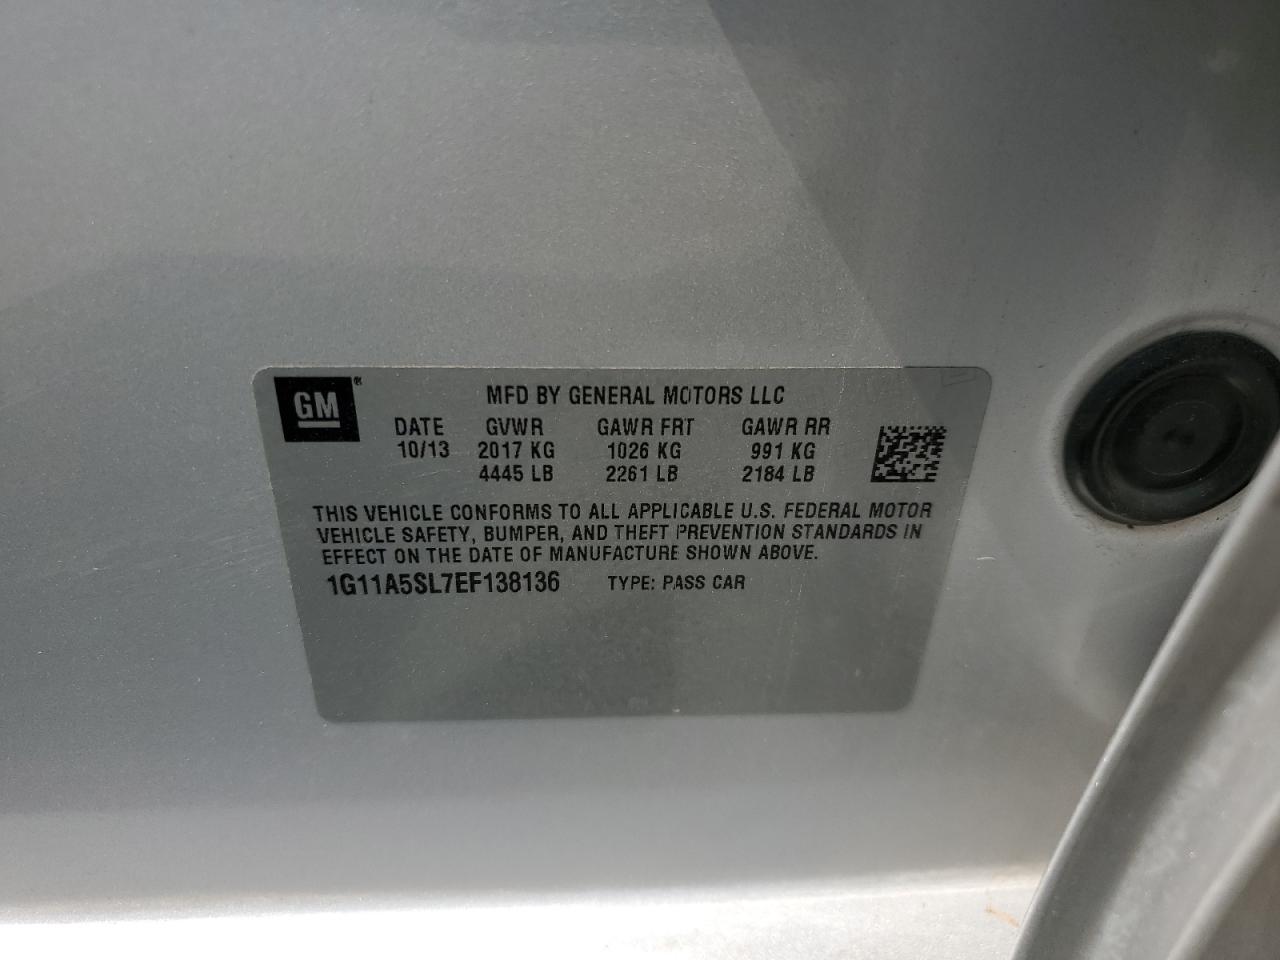 GM®
MFD BY GENERAL MOTORS LLC
DATE GVWR GAWR FRT GAWR RR
10/13 2017 KG 1026 KG 991 KG
4445 LB 2261 LB 2184 LB
THIS VEHICLE CONFORMS TO ALL APPLICABLE U.S. FEDERAL MOTOR
VEHICLE SAFETY, BUMPER, AND THEFT PREVENTION STANDARDS IN
EFFECT ON THE DATE OF MANUFACTURE SHOWN ABOVE.
1G11A5SL7EF138136 TYPE: PASS CAR